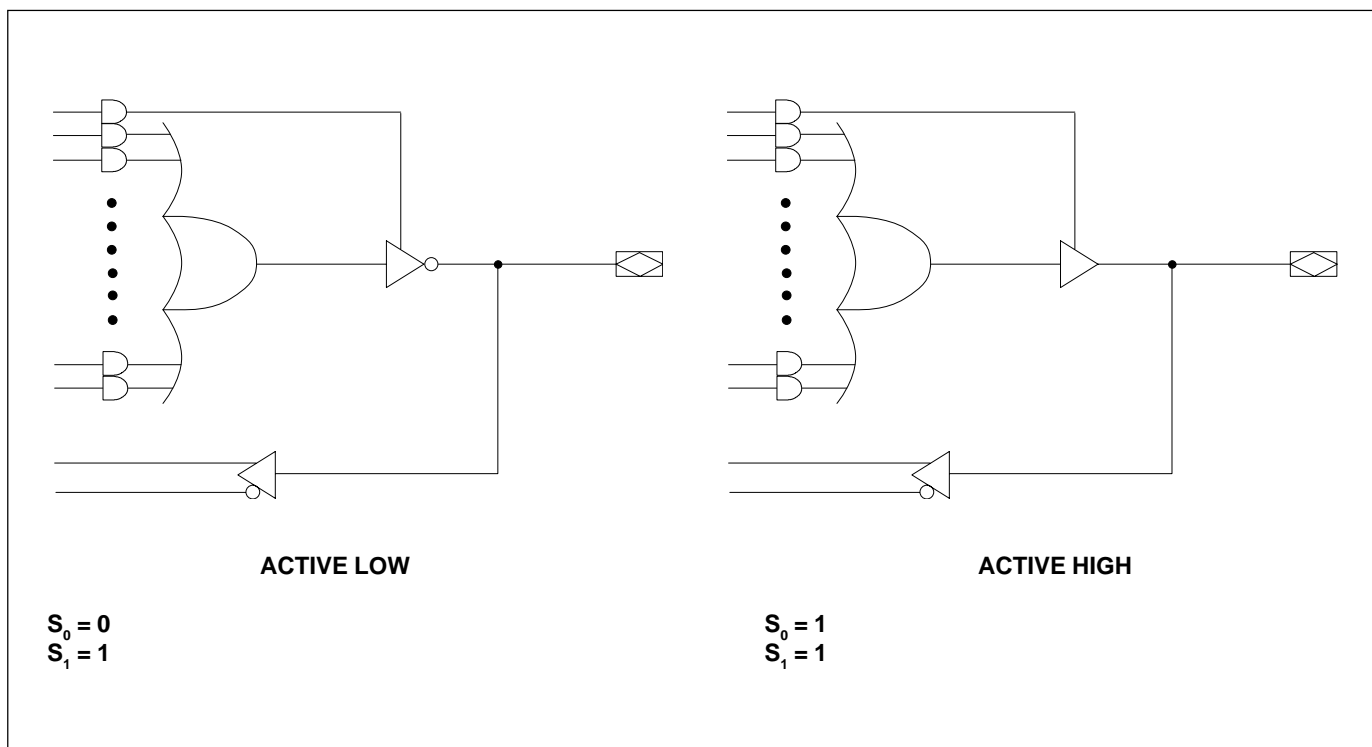 ACTIVE LOW
S₀ = 0
S₁ = 1
ACTIVE HIGH
S₀ = 1
S₁ = 1